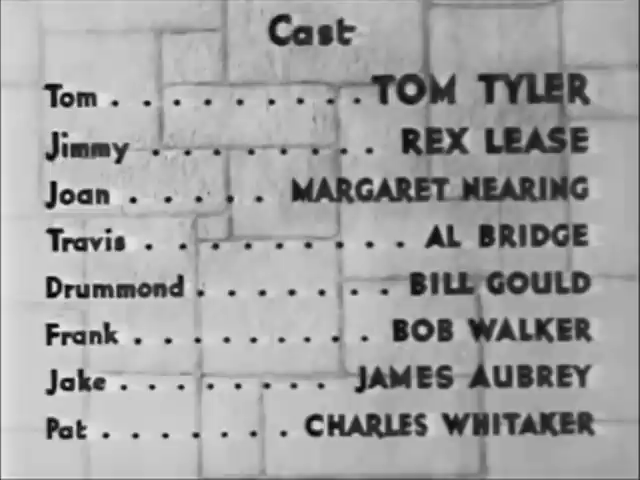 Cast
Tom . . . . . . . . . . TOM TYLER
Jimmy . . . . . . . . REX LEASE
Joan . . . . . MARGARET NEARING
Travis . . . . . . . . . . AL BRIDGE
Drummond . . . . . . . BILL GOULD
Frank . . . . . . . . . BOB WALKER
Jake . . . . . . . . JAMES AUBREY
Pat . . . . . . . CHARLES WHITAKER